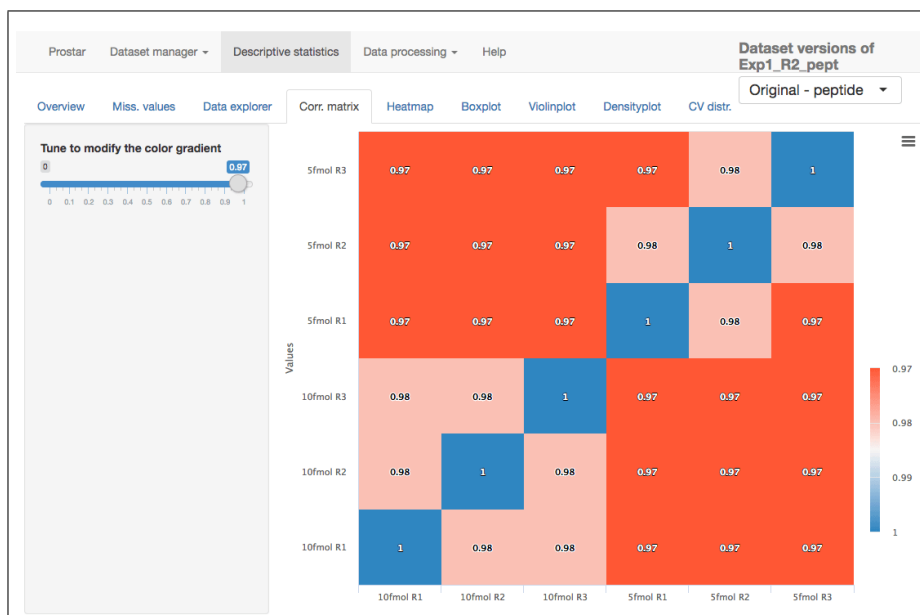 Prostar Dataset manager Descriptive statistics Data processing Help
Dataset versions of
Exp1_R2_pept
Original - peptide
Overview Miss. values Data explorer Corr. matrix Heatmap Boxplot Violinplot Densityplot CV distr.
Tune to modify the color gradient
0 0.97
0 0.1 0.2 0.3 0.4 0.5 0.6 0.7 0.8 0.9 1
Values
5fmol R3 0.97 0.97 0.97 0.97 0.98 1
5fmol R2 0.97 0.97 0.97 0.98 1 0.98
5fmol R1 0.97 0.97 0.97 1 0.98 0.97
10fmol R3 0.98 0.98 1 0.97 0.97 0.97
10fmol R2 0.98 1 0.98 0.97 0.97 0.97
10fmol R1 1 0.98 0.98 0.97 0.97 0.97
10fmol R1 10fmol R2 10fmol R3 5fmol R1 5fmol R2 5fmol R3
0.97
0.98
0.99
1